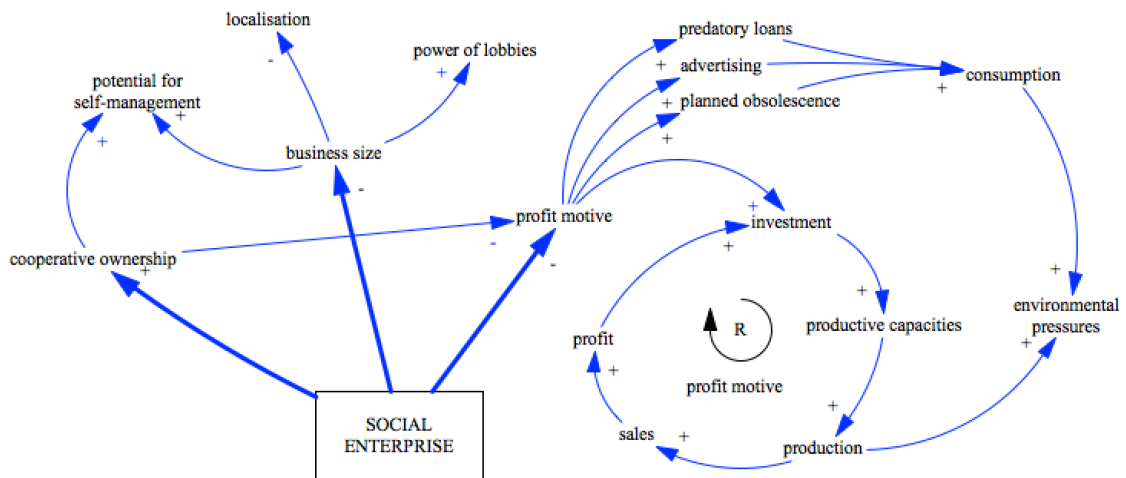 localisation
power of lobbies
predatory loans
+
-
+
advertising
consumption
potential for
self-management
+
+
planned obsolescence
+
+
+
+
business size
-
profit motive
+
investment
-
+
cooperative ownership
+
-
+
+
environmental
pressures
productive capacities
+
R
profit
+
profit motive
+
SOCIAL
ENTERPRISE
sales
+
production